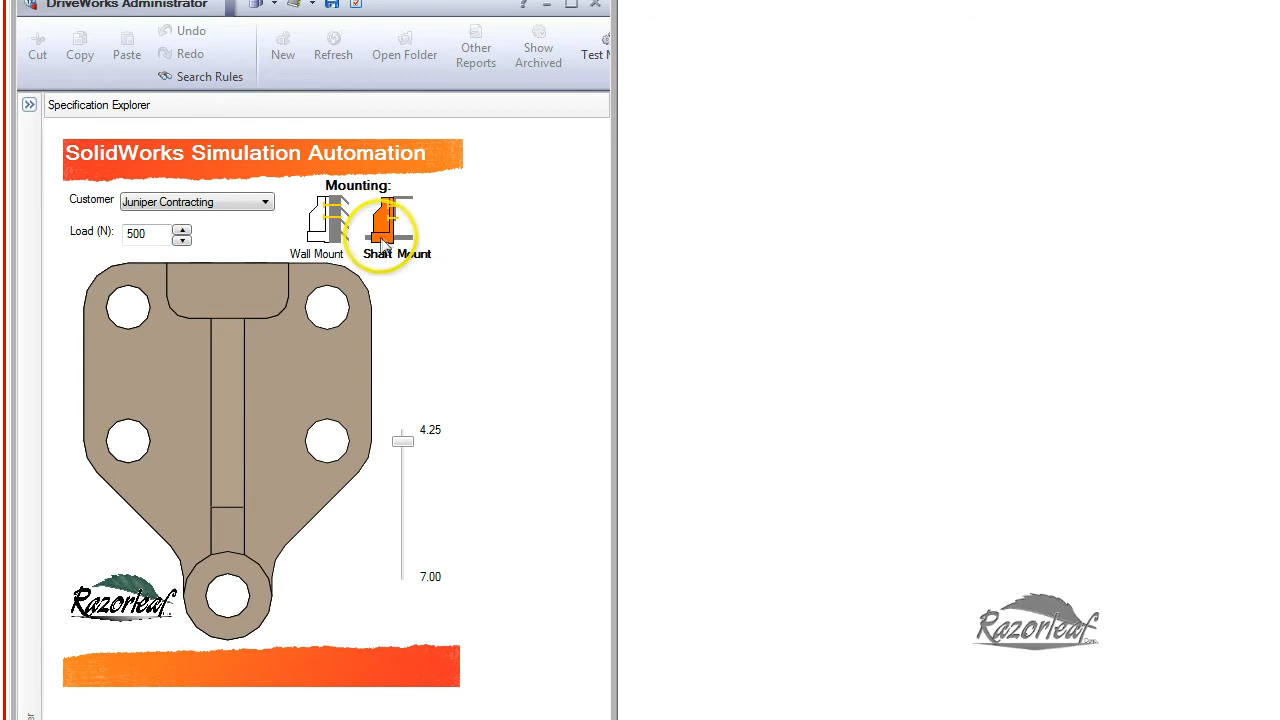 DriveWorks Administrator
Cut
Copy
Paste
Undo
Redo
Search Rules
New
Refresh
Open Folder
Other Reports
Show Archived
Test
Specification Explorer
SolidWorks Simulation Automation
Customer
Juniper Contracting
Load (N):
500
Mounting:
Wall Mount
Shaft Mount
4.25
7.00
Razorleaf
Razorleaf Corp.